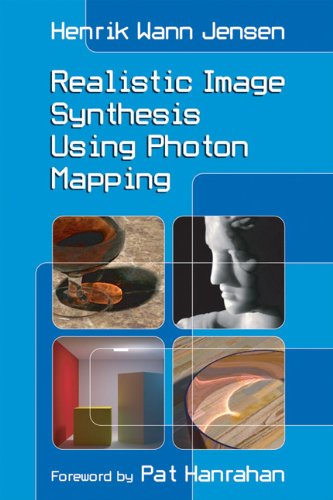 Henrik Wann Jensen
Realistic Image
Synthesis
Using Photon
Mapping
Foreword by Pat Hanrahan